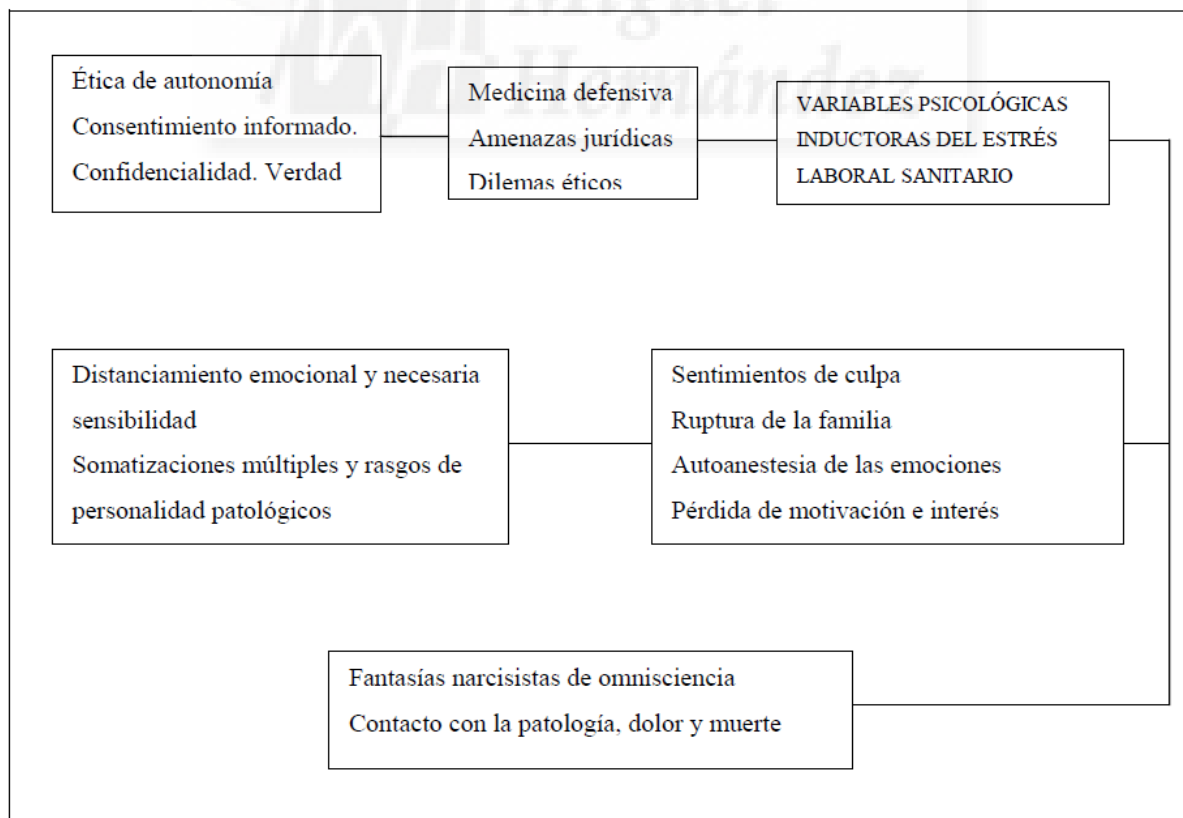 Miguel
Hernández
Ética de autonomía
Consentimiento informado.
Confidencialidad. Verdad
Medicina defensiva
Amenazas jurídicas
Dilemas éticos
VARIABLES PSICOLÓGICAS
INDUCTORAS DEL ESTRÉS
LABORAL SANITARIO
Distanciamiento emocional y necesaria
sensibilidad
Somatizaciones múltiples y rasgos de
personalidad patológicos
Sentimientos de culpa
Ruptura de la familia
Autoanestesia de las emociones
Pérdida de motivación e interés
Fantasías narcisistas de omnisciencia
Contacto con la patología, dolor y muerte